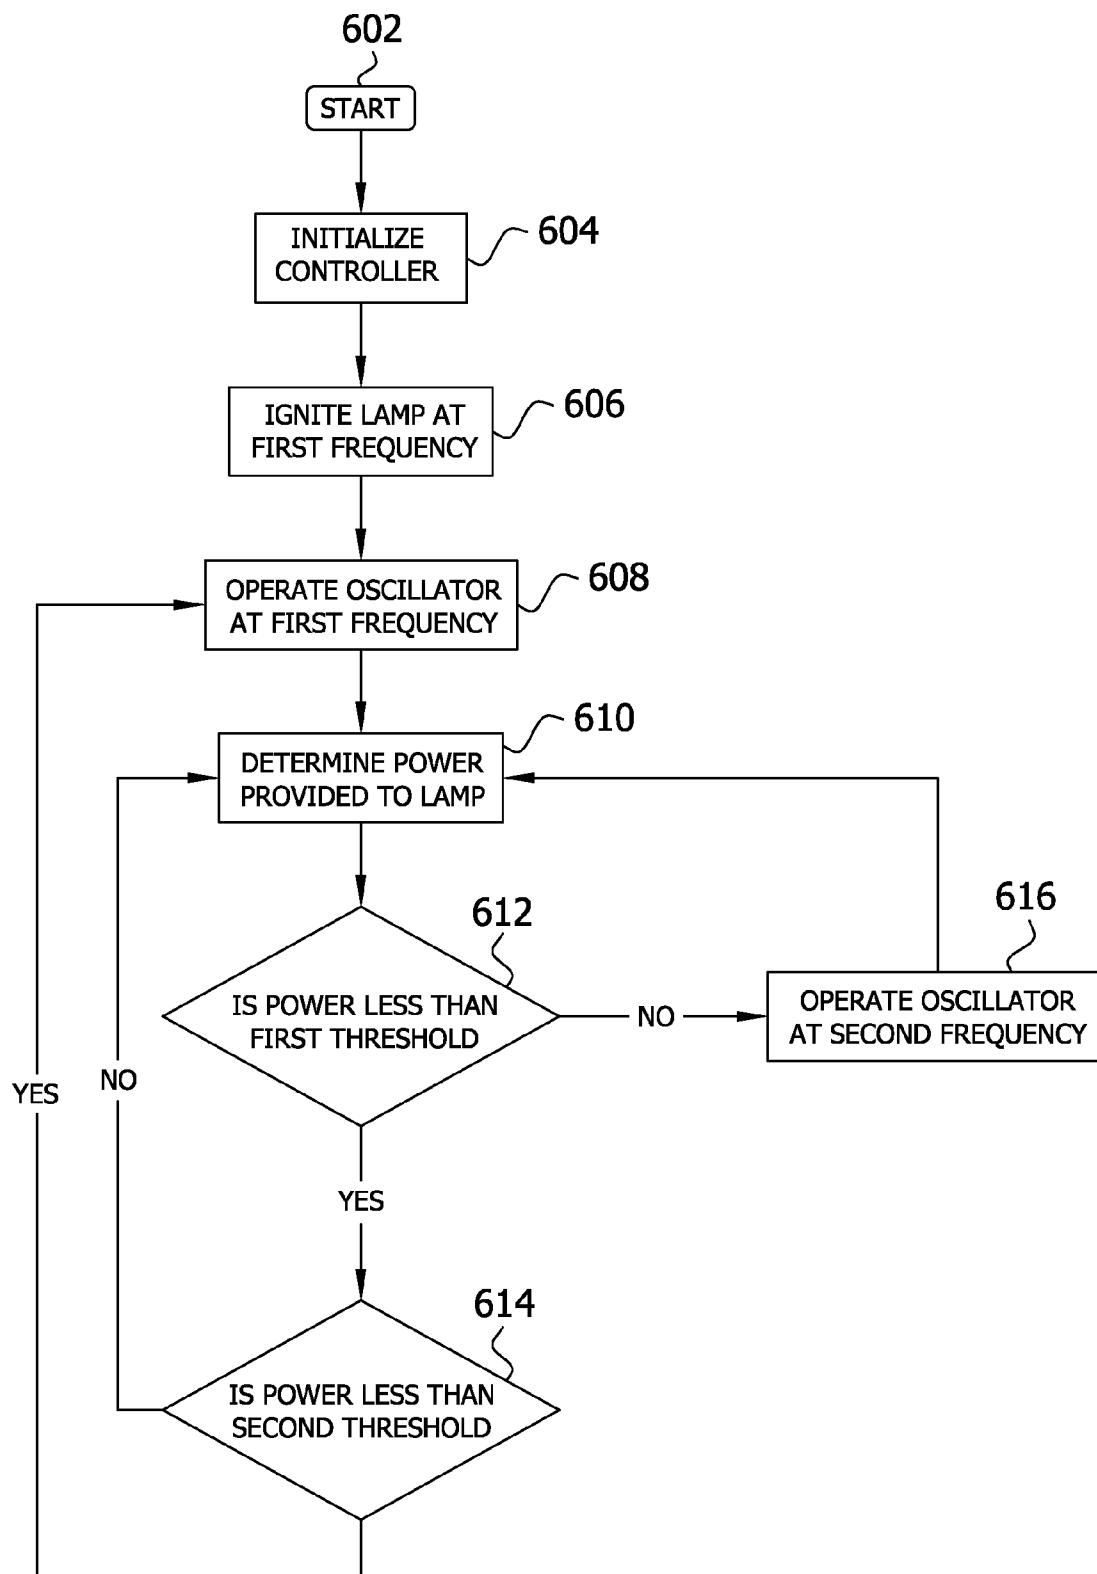 602
START
INITIALIZE
CONTROLLER
604
IGNITE LAMP AT
FIRST FREQUENCY
606
OPERATE OSCILLATOR
AT FIRST FREQUENCY
608
DETERMINE POWER
PROVIDED TO LAMP
610
IS POWER LESS THAN
FIRST THRESHOLD
612
NO
OPERATE OSCILLATOR
AT SECOND FREQUENCY
616
YES
NO
YES
IS POWER LESS THAN
SECOND THRESHOLD
614